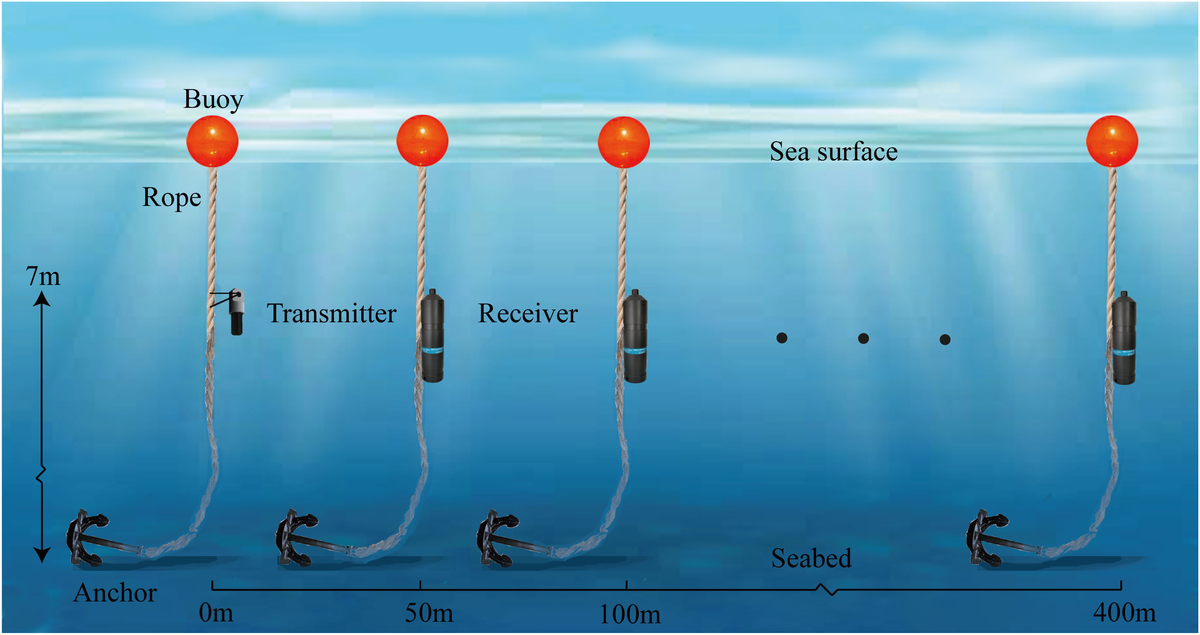 Buoy
Sea surface
Rope
7m
Transmitter
Receiver
Seabed
Anchor
0m
50m
100m
400m